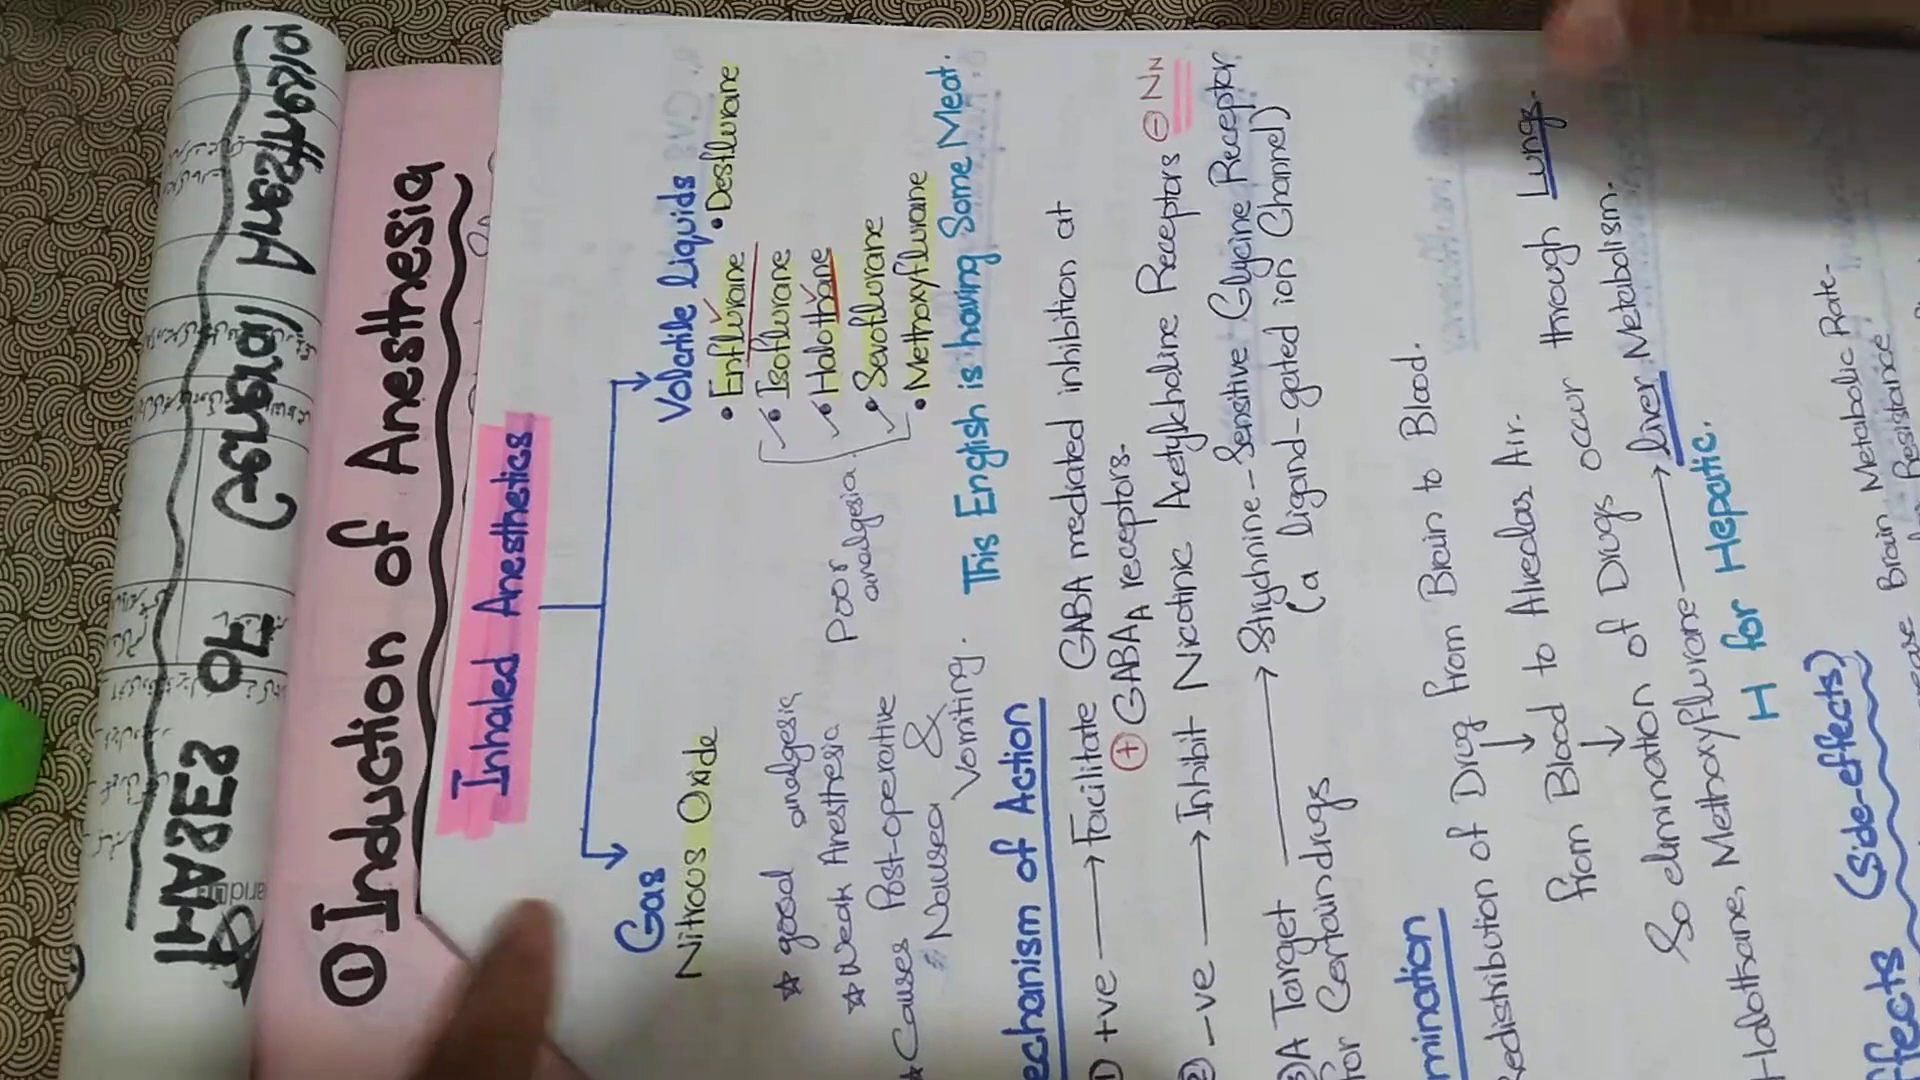 PHASES OF General Anaesthesia
① Induction of Anesthesia
Inhaled Anesthetics
Gas
Nitrous Oxide
☆ good analgesia
☆ Weak Anesthesia
☆ Causes Post-operative
Nausea &
Vomiting.
Volatile Liquids
• Enflurane • Desflurane
• Isoflurane
• Halothane
• Sevoflurane
• Methoxyflurane
Poor
analgesia
This English is having Some Meat.
echanism of Action
① +ve → Facilitate GABA mediated inhibition at
⊕ GABAA receptors.
② -ve → Inhibit Nicotinic Acetylcholine Receptors ⊖ NN
③ A Target → Strychnine-Sensitive Glycine Receptor
for Certain drugs (a ligand-gated ion Channel)
mination
Redistribution of Drug from Brain to Blood.
↓
from Blood to Alveolar Air.
↓
So elimination of Drugs occur through Lungs.
Halothane, Methoxyflurane → liver Metabolism.
H for Hepatic.
ffects (Side-effects)
Brain Metabolic Rate-
Resistance